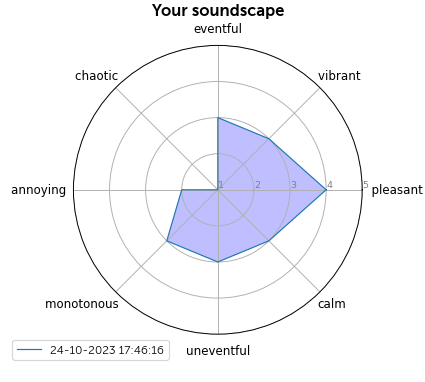 Your soundscape
eventful
chaotic
vibrant
annoying
1 2 3 4 5
pleasant
monotonous
calm
uneventful
24-10-2023 17:46:16